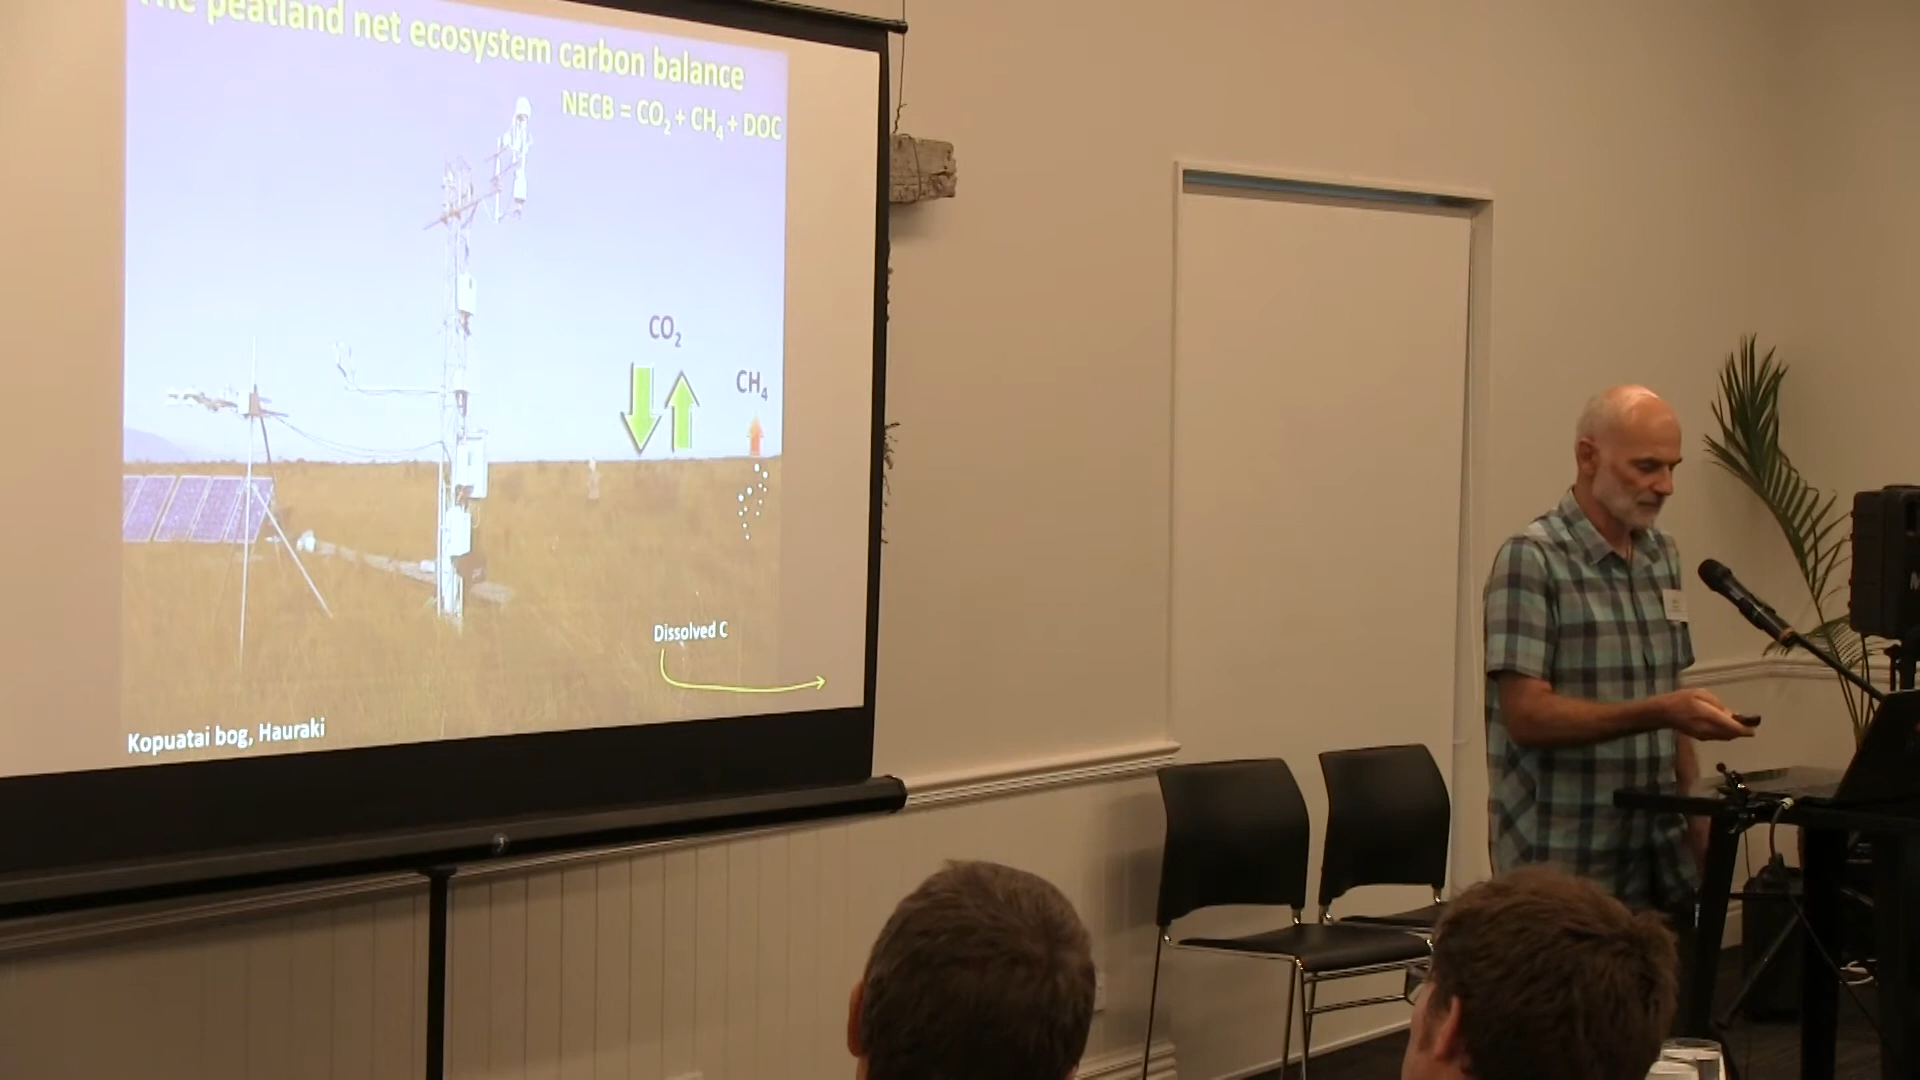 The peatland net ecosystem carbon balance
NECB = CO₂ + CH₄ + DOC
CO₂
CH₄
Dissolved C
Kopuatai bog, Hauraki